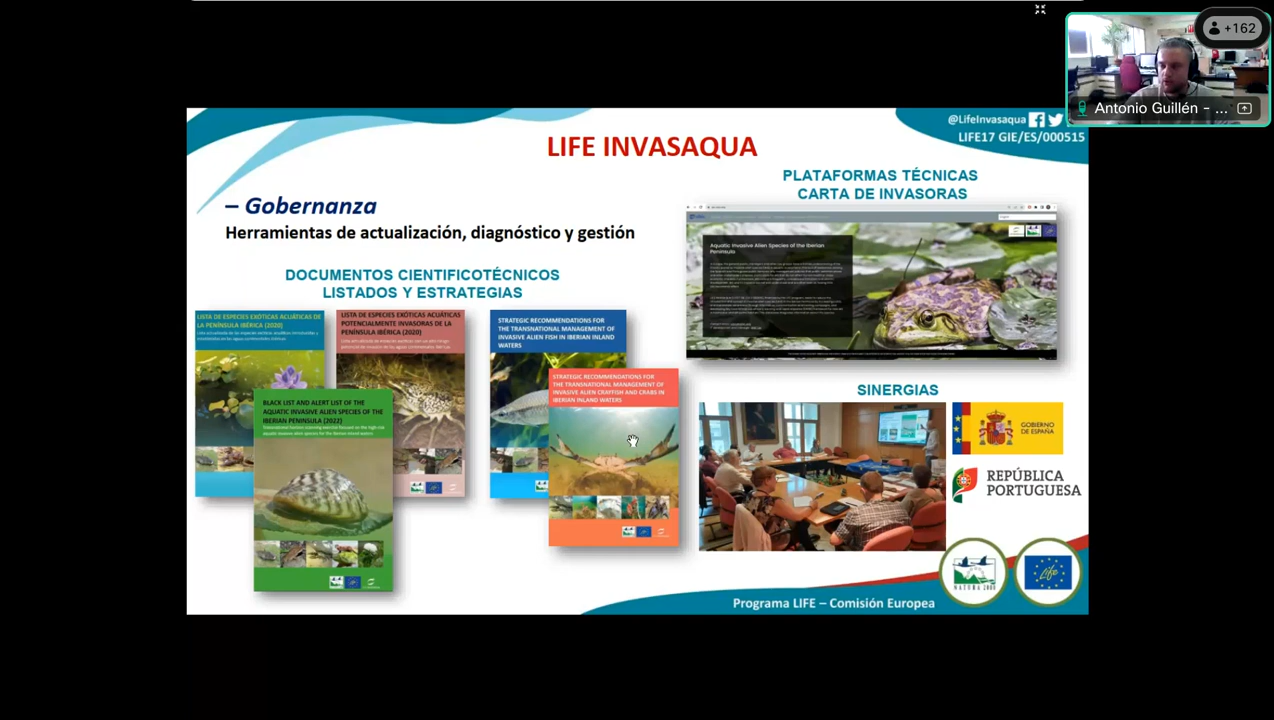 +162
Antonio Guillén - ...
@LifeInvasaqua
LIFE17 GIE/ES/000515
LIFE INVASAQUA
– Gobernanza
Herramientas de actualización, diagnóstico y gestión
DOCUMENTOS CIENTIFICOTÉCNICOS
LISTADOS Y ESTRATEGIAS
LISTA DE ESPECIES EXÓTICAS ACUÁTICAS DE
LA PENÍNSULA IBÉRICA (2020)
LISTA DE ESPECIES EXÓTICAS ACUÁTICAS
POTENCIALMENTE INVASORAS DE LA
PENÍNSULA IBÉRICA (2020)
BLACK LIST AND ALERT LIST OF THE
AQUATIC INVASIVE ALIEN SPECIES OF THE
IBERIAN PENINSULA (2022)
STRATEGIC RECOMMENDATIONS FOR
THE TRANSNATIONAL MANAGEMENT OF
INVASIVE ALIEN FISH IN IBERIAN INLAND
WATERS
STRATEGIC RECOMMENDATIONS FOR
THE TRANSNATIONAL MANAGEMENT OF
INVASIVE ALIEN CRAYFISH AND CRABS IN
IBERIAN INLAND WATERS
PLATAFORMAS TÉCNICAS
CARTA DE INVASORAS
Aquatic Invasive Alien Species of the Iberian
Peninsula
SINERGIAS
GOBIERNO
DE ESPAÑA
REPÚBLICA
PORTUGUESA
NATURA 2000
Life
Programa LIFE – Comisión Europea